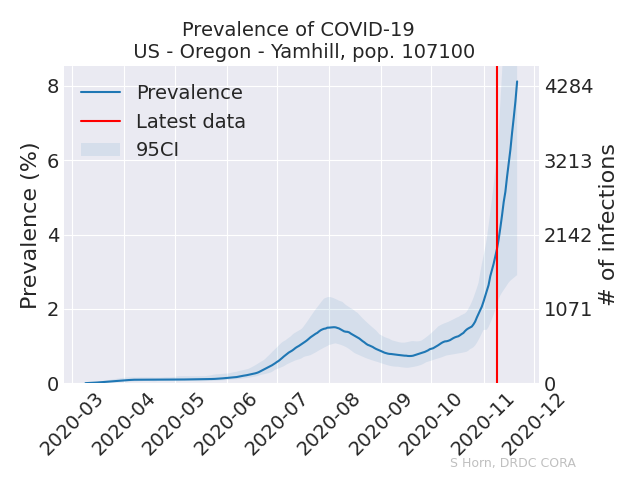 Prevalence of COVID-19
US - Oregon - Yamhill, pop. 107100
Prevalence
Latest data
95CI
Prevalence (%)
8
6
4
2
0
4284
3213
2142
1071
0
# of infections
2020-03
2020-04
2020-05
2020-06
2020-07
2020-08
2020-09
2020-10
2020-11
2020-12
S Horn, DRDC CORA